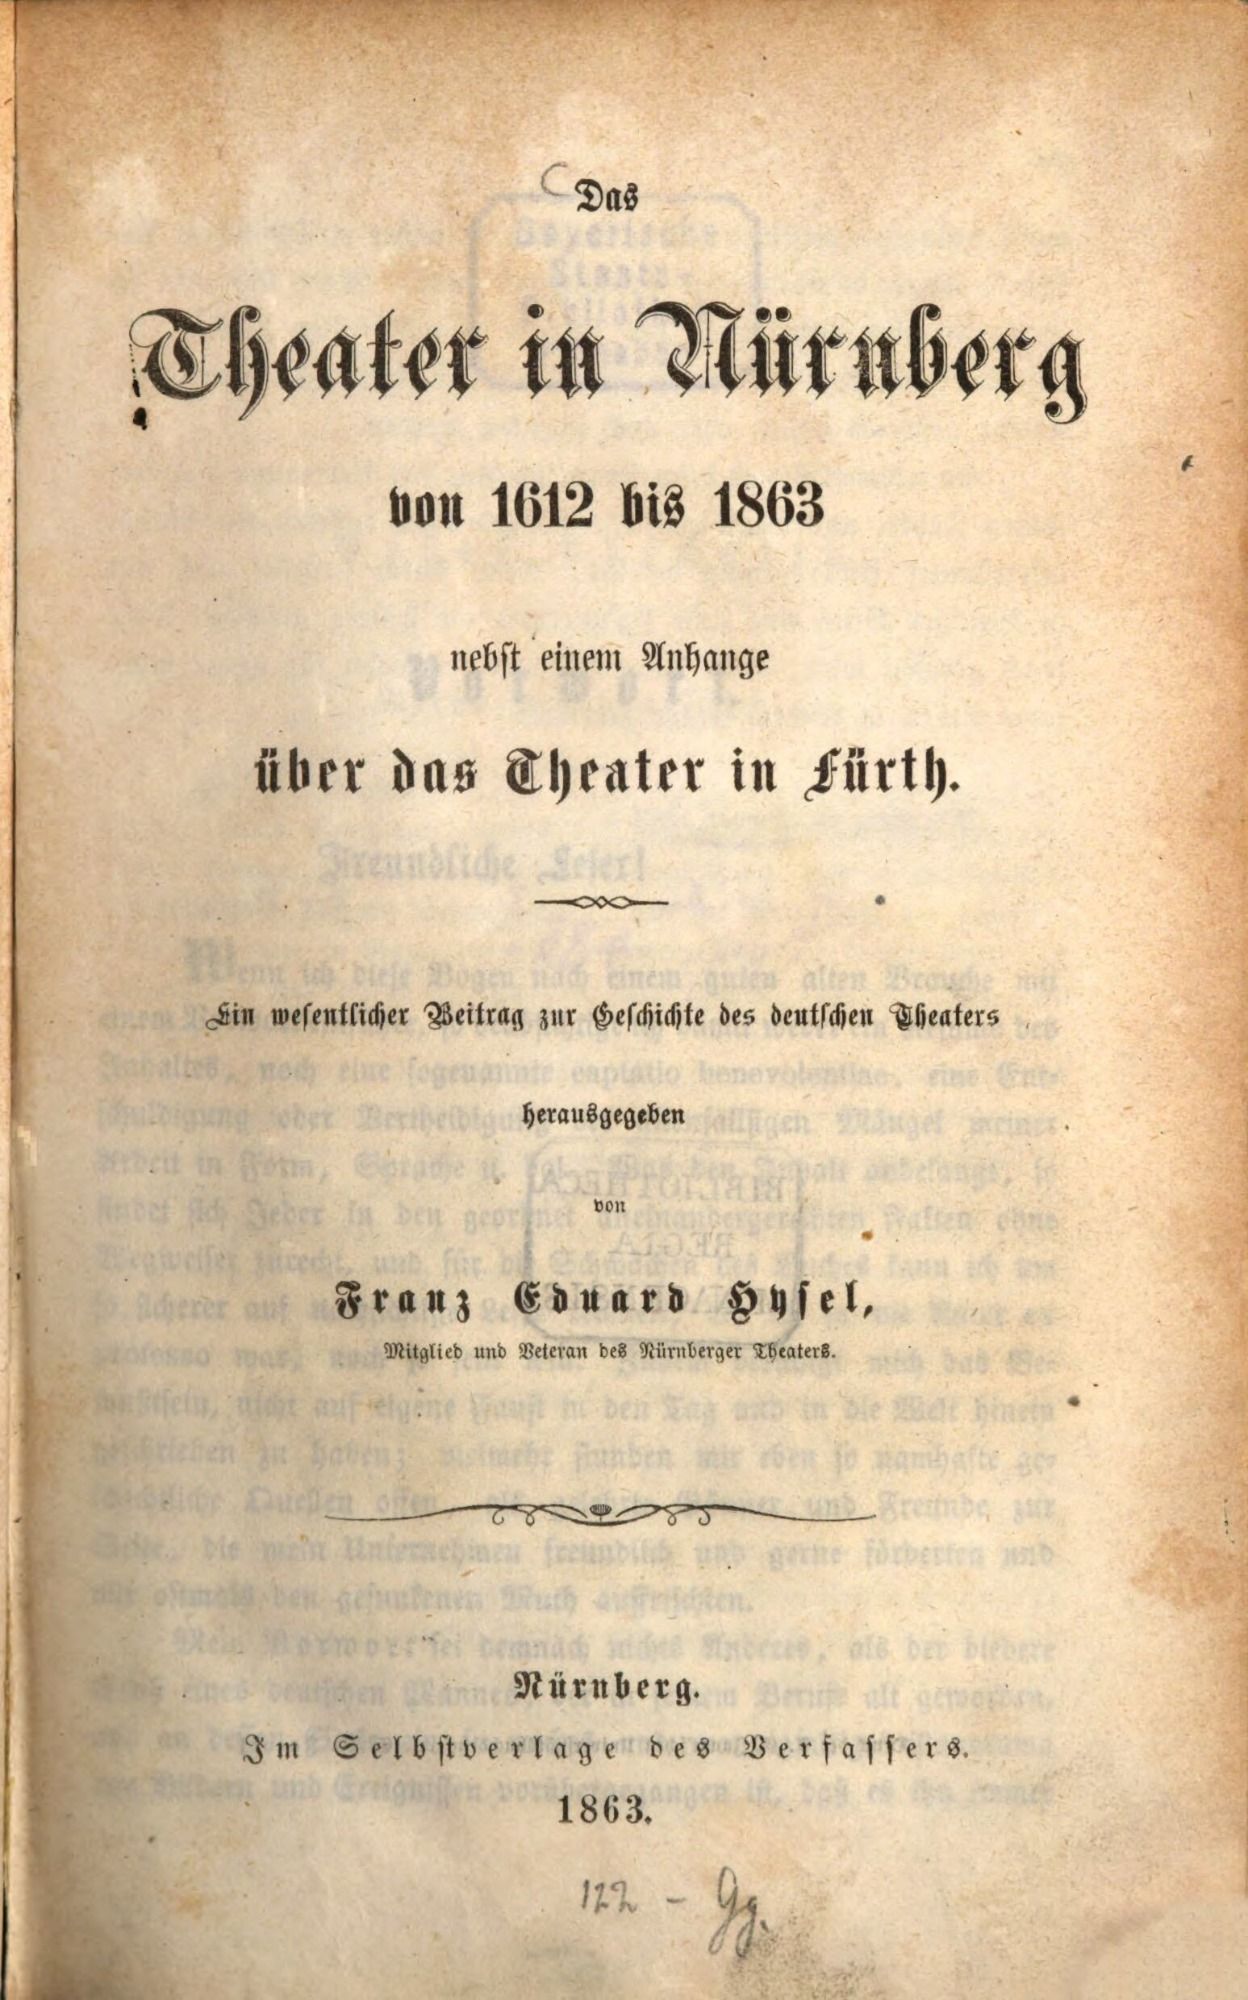 Das
Theater in Nürnberg
von 1612 bis 1863
nebst einem Anhange
über das Theater in Fürth.
Ein wesentlicher Beitrag zur Geschichte des deutschen Theaters
herausgegeben
von
Franz Eduard Hysel,
Mitglied und Veteran des Nürnberger Theaters.
Nürnberg.
Im Selbstverlage des Verfassers.
1863.
122 - Gg.